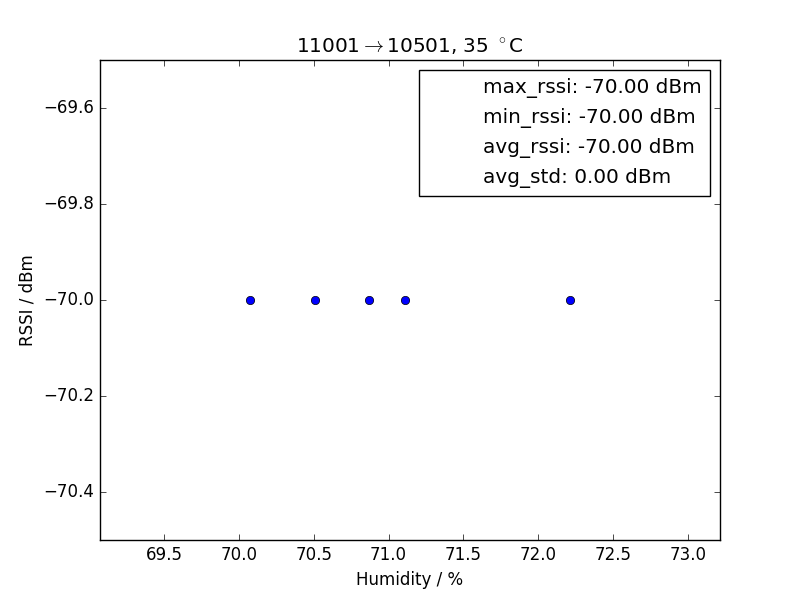 11001→10501, 35 °C
max_rssi: -70.00 dBm
min_rssi: -70.00 dBm
avg_rssi: -70.00 dBm
avg_std: 0.00 dBm
−69.6
−69.8
−70.0
−70.2
−70.4
RSSI / dBm
69.5 70.0 70.5 71.0 71.5 72.0 72.5 73.0
Humidity / %